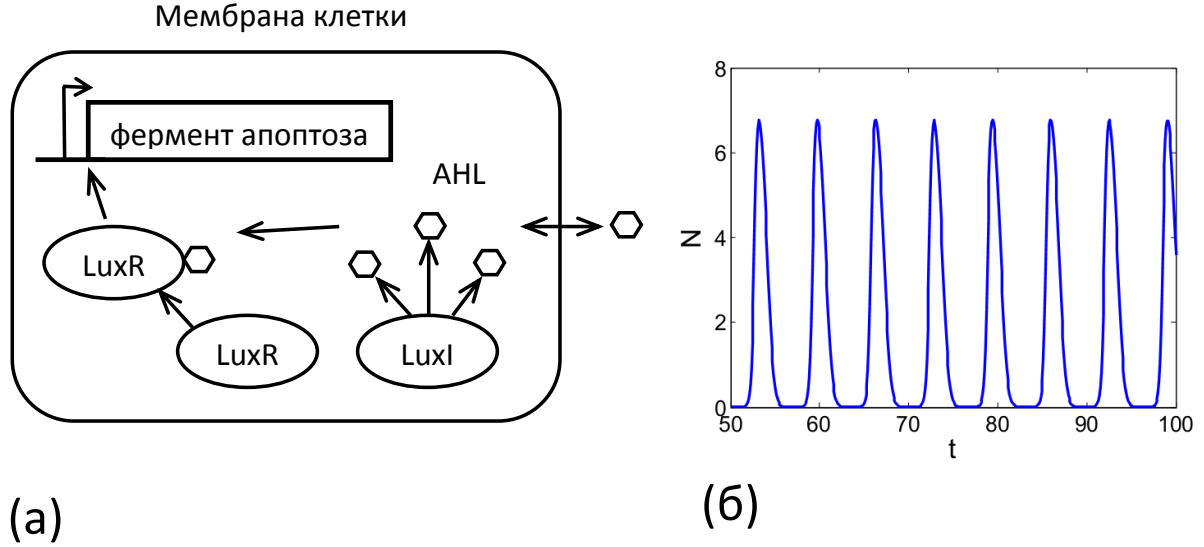 Мембрана клетки
фермент апоптоза
AHL
LuxR
LuxR
LuxI
(а)
8
6
4
2
0
N
50 60 70 80 90 100
t
(б)